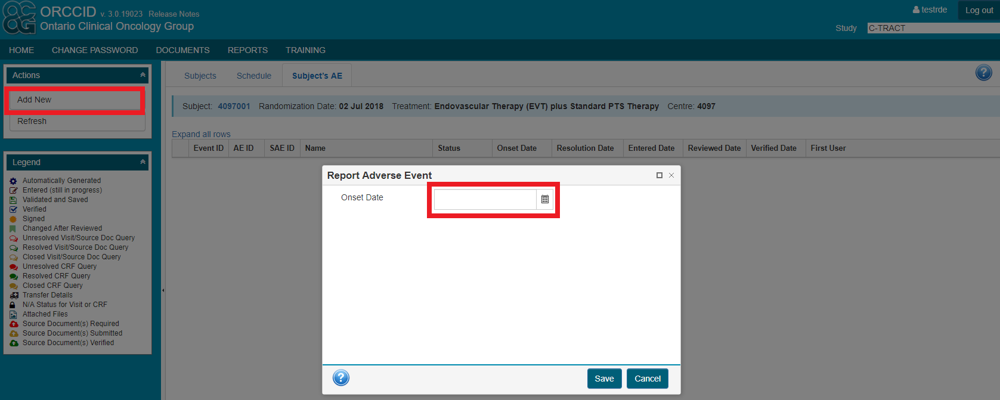 ORCCID v. 3.0.19023 Release Notes
Ontario Clinical Oncology Group
testrde
Log out
Study C-TRACT
HOME CHANGE PASSWORD DOCUMENTS REPORTS TRAINING
Actions
Add New
Refresh
Legend
Automatically Generated
Entered (still in progress)
Validated and Saved
Verified
Signed
Changed After Reviewed
Unresolved Visit/Source Doc Query
Resolved Visit/Source Doc Query
Closed Visit/Source Doc Query
Unresolved CRF Query
Resolved CRF Query
Closed CRF Query
Transfer Details
N/A Status for Visit or CRF
Attached Files
Source Document(s) Required
Source Document(s) Submitted
Source Document(s) Verified
Subjects Schedule Subject's AE
?
Subject: 4097001 Randomization Date: 02 Jul 2018 Treatment: Endovascular Therapy (EVT) plus Standard PTS Therapy Centre: 4097
Expand all rows
Event ID AE ID SAE ID Name Status Onset Date Resolution Date Entered Date Reviewed Date Verified Date First User
Report Adverse Event
Onset Date
?
Save Cancel